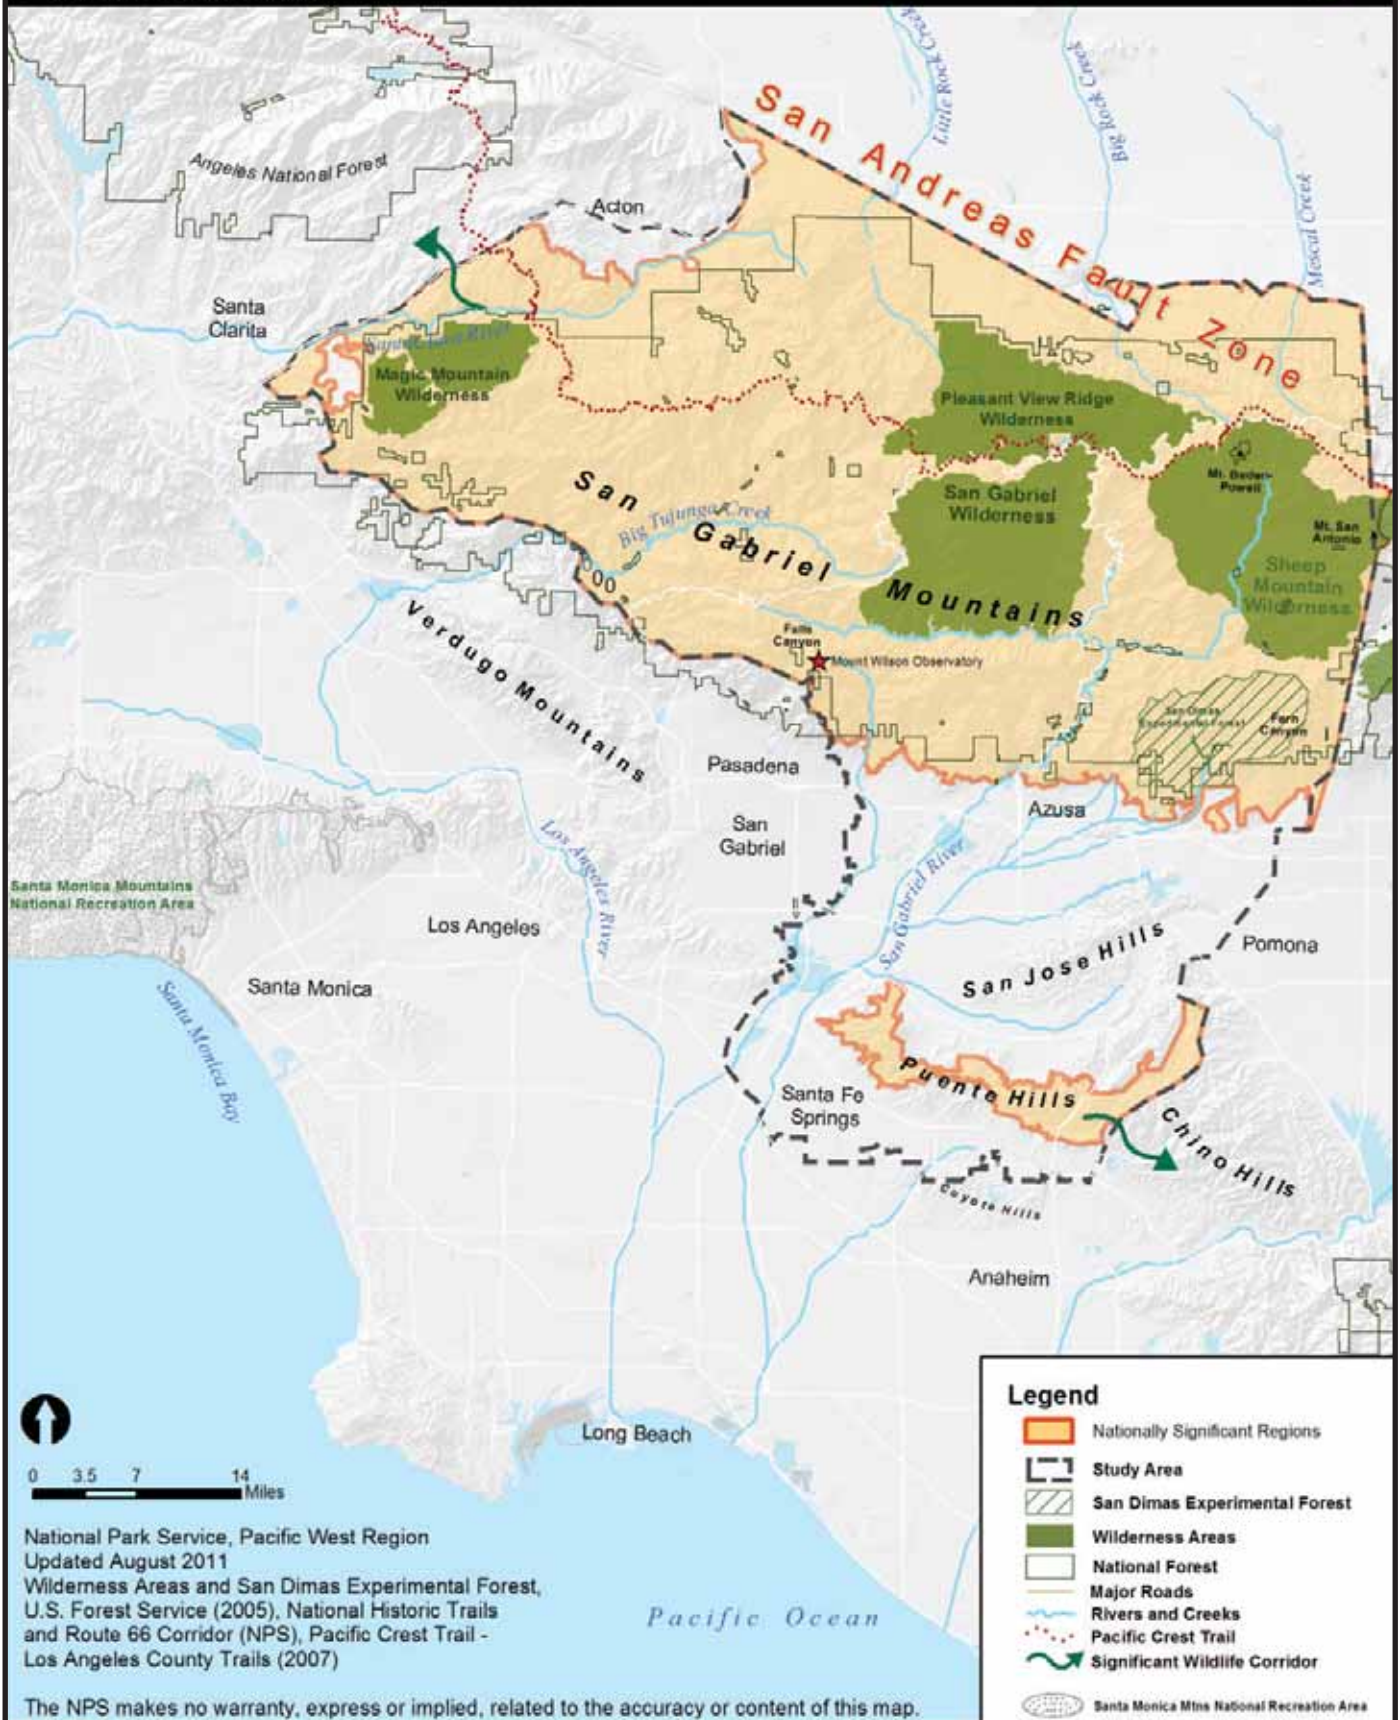 Little Rock Creek
Big Rock Creek
Mescal Creek
San Andreas Fault Zone
Angeles National Forest
Acton
Santa
Clarita
Santa Clara River
Magic Mountain
Wilderness
Pleasant View Ridge
Wilderness
Mt. Baden-
Powell
San Gabriel
Wilderness
Mt. San
Antonio
Sheep
Mountain
Wilderness
San Gabriel Mountains
Big Tujunga Creek
Falls
Canyon
Mount Wilson Observatory
Verdugo Mountains
San Dimas
Experimental Forest
Fern
Canyon
Pasadena
Azusa
San
Gabriel
Los Angeles River
San Gabriel River
Santa Monica Mountains
National Recreation Area
Los Angeles
San Jose Hills
Pomona
Santa Monica
Santa Monica Bay
Puente Hills
Santa Fe
Springs
Chino Hills
Coyote Hills
Anaheim
Long Beach
0 3.5 7 14
Miles
National Park Service, Pacific West Region
Updated August 2011
Wilderness Areas and San Dimas Experimental Forest,
U.S. Forest Service (2005), National Historic Trails
and Route 66 Corridor (NPS), Pacific Crest Trail -
Los Angeles County Trails (2007)
The NPS makes no warranty, express or implied, related to the accuracy or content of this map.
Pacific Ocean
Legend
Nationally Significant Regions
Study Area
San Dimas Experimental Forest
Wilderness Areas
National Forest
Major Roads
Rivers and Creeks
Pacific Crest Trail
Significant Wildlife Corridor
Santa Monica Mtns National Recreation Area